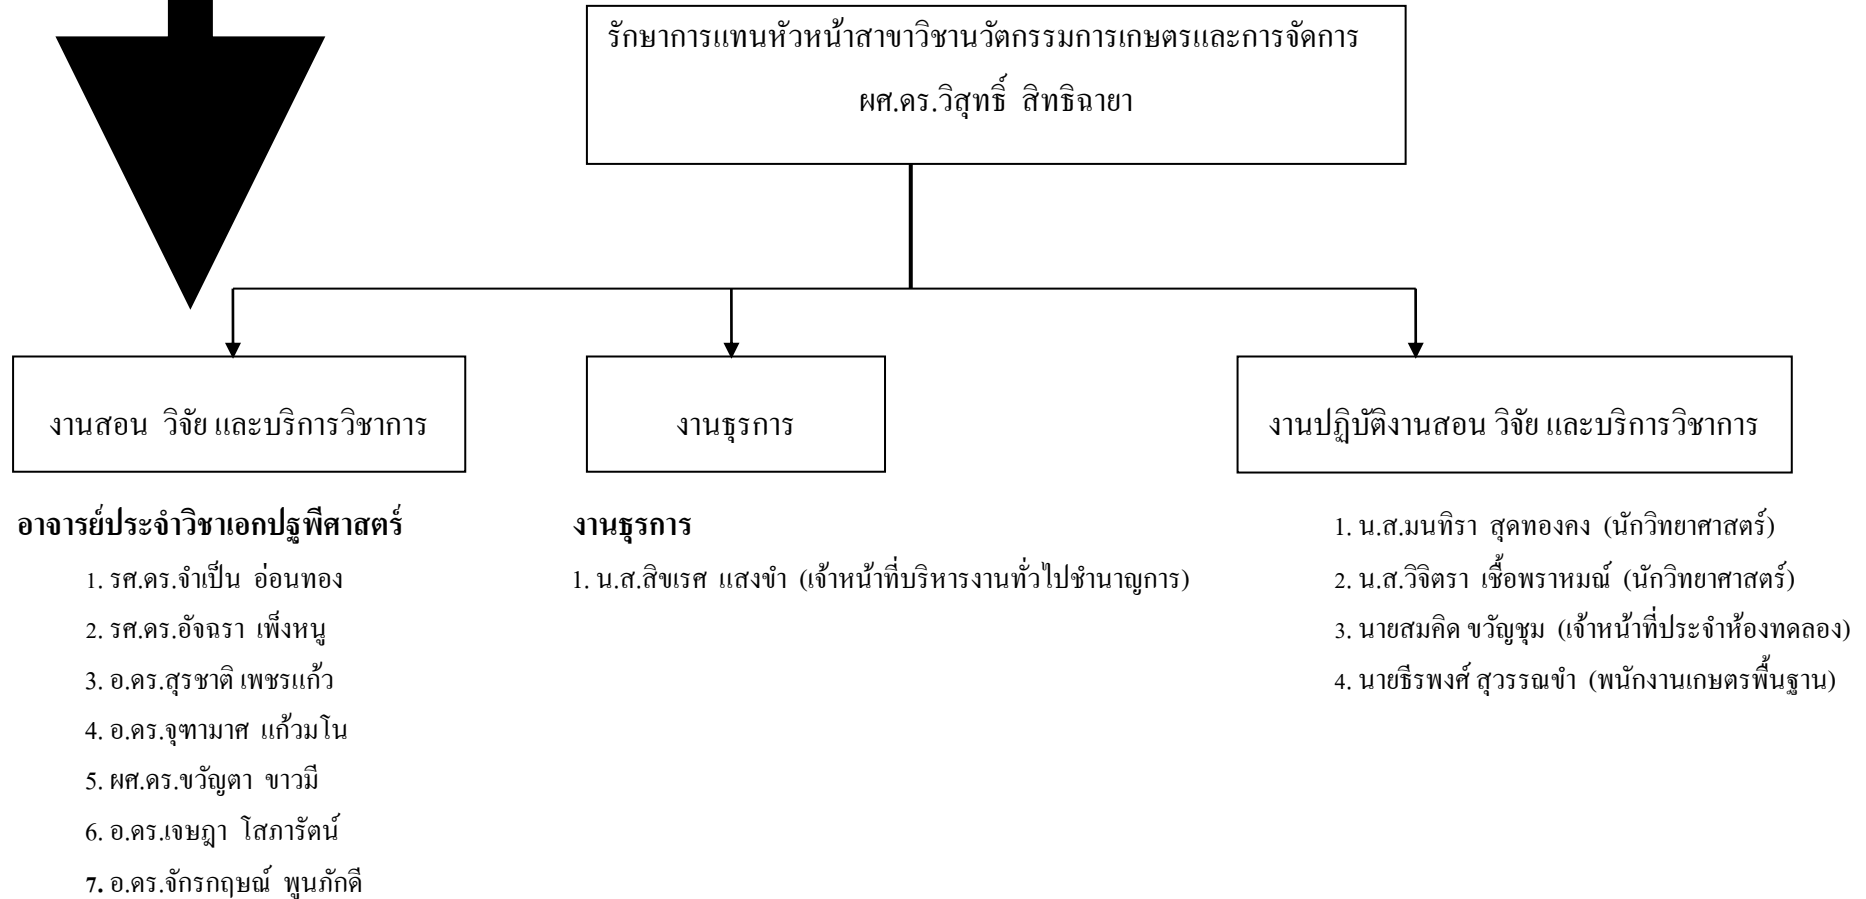 รักษาการแทนหัวหน้าสาขาวิชานวัตกรรมการเกษตรและการจัดการ
ผศ.ดร.วิสุทธิ์ สิทธิฉายา
งานสอน วิจัย และบริการวิชาการ
งานธุรการ
งานปฏิบัติงานสอน วิจัย และบริการวิชาการ
อาจารย์ประจำวิชาเอกปฐพีศาสตร์
1. รศ.ดร.จำเป็น อ่อนทอง
2. รศ.ดร.อัจฉรา เพ็งหนู
3. อ.ดร.สุรชาติ เพชรแก้ว
4. อ.ดร.จุฑามาศ แก้วมโน
5. ผศ.ดร.ขวัญตา ขาวมี
6. อ.ดร.เจษฎา โสภารัตน์
7. อ.ดร.จักรกฤษณ์ พูนภักดี
งานธุรการ
1. น.ส.สิขเรศ แสงขำ (เจ้าหน้าที่บริหารงานทั่วไปชำนาญการ)
1. น.ส.มนทิรา สุดทองคง (นักวิทยาศาสตร์)
2. น.ส.วิจิตรา เชื้อพราหมณ์ (นักวิทยาศาสตร์)
3. นายสมคิด ขวัญชุม (เจ้าหน้าที่ประจำห้องทดลอง)
4. นายธีรพงศ์ สุวรรณขำ (พนักงานเกษตรพื้นฐาน)